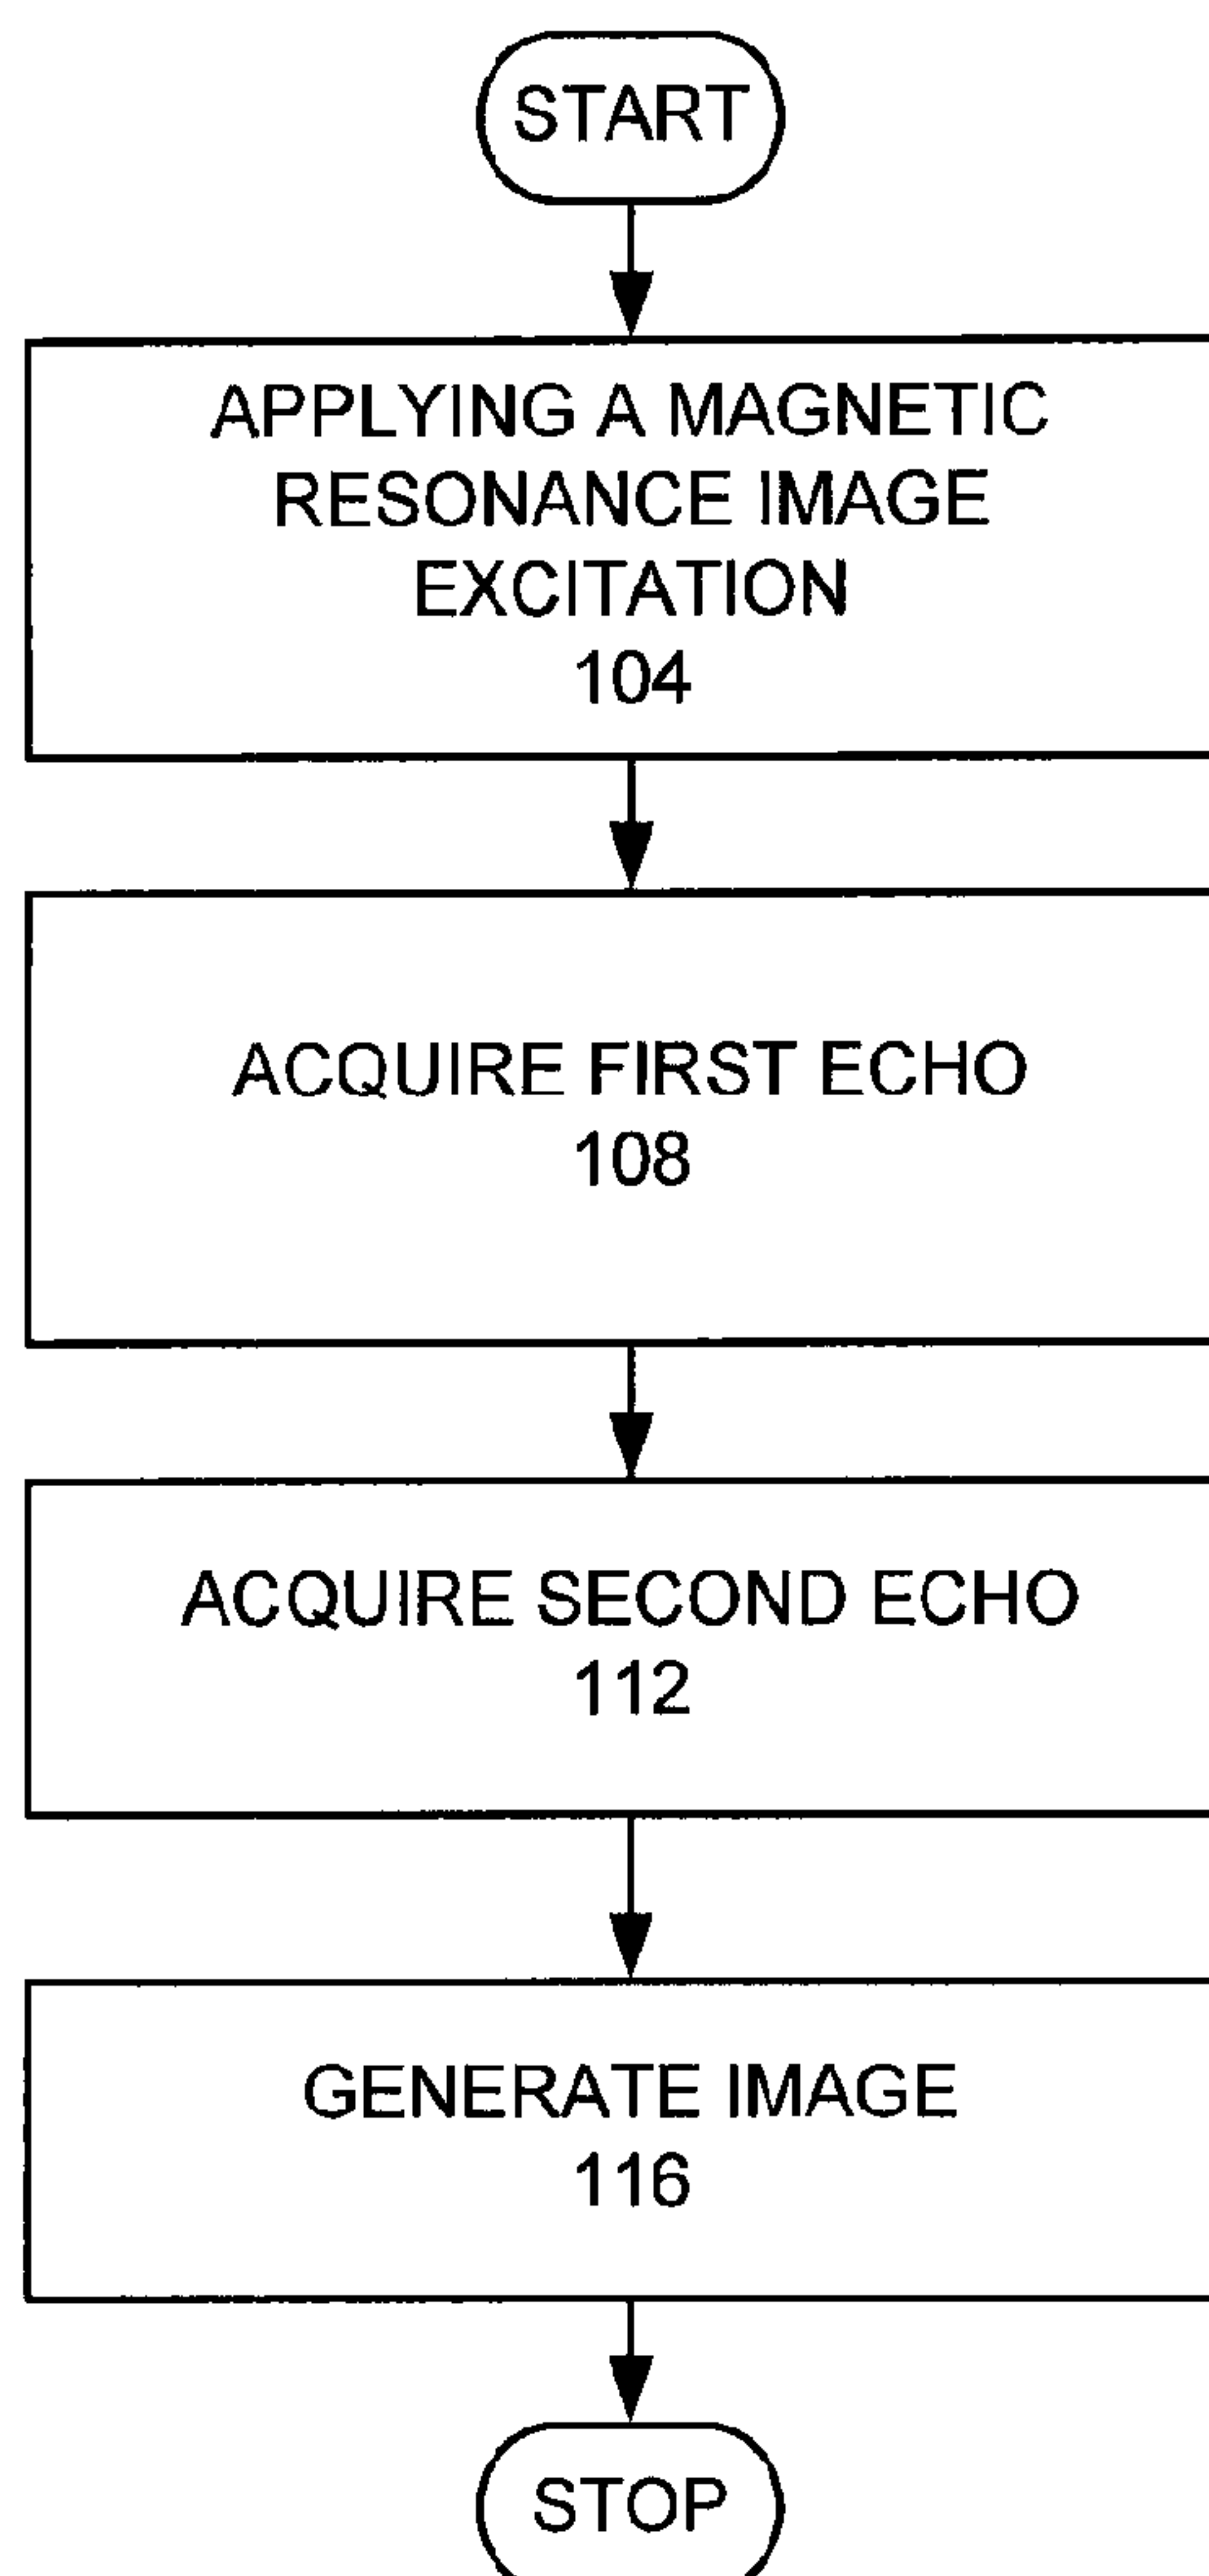 START
APPLYING A MAGNETIC
RESONANCE IMAGE
EXCITATION
104
ACQUIRE FIRST ECHO
108
ACQUIRE SECOND ECHO
112
GENERATE IMAGE
116
STOP